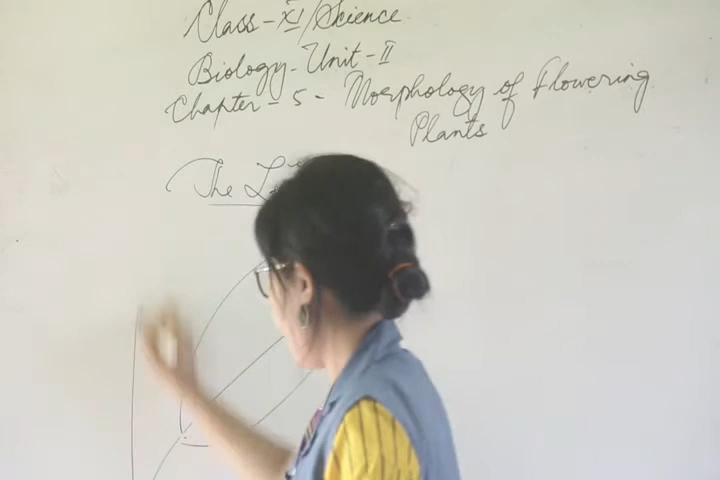 Class-XI/Science
Biology-Unit-II
Chapter-5- Morphology of Flowering
Plants
The